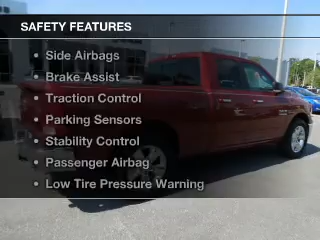 SAFETY FEATURES
• Side Airbags
• Brake Assist
• Traction Control
• Parking Sensors
• Stability Control
• Passenger Airbag
• Low Tire Pressure Warning